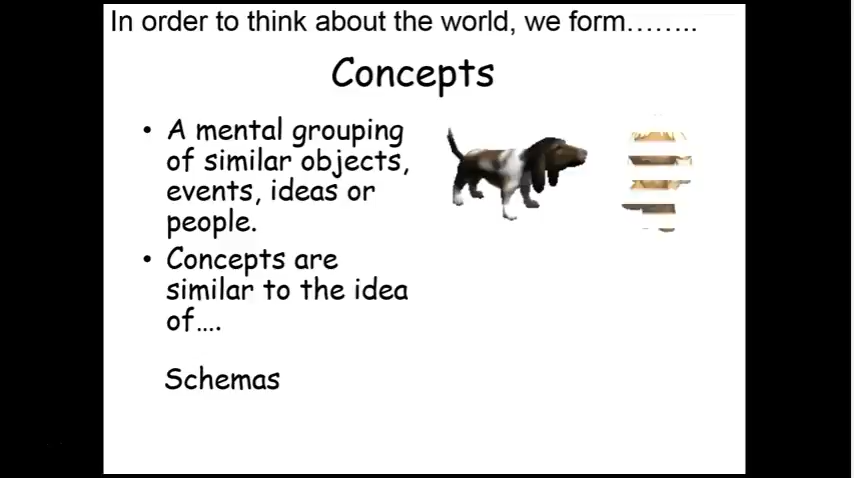 In order to think about the world, we form……..
Concepts
• A mental grouping
of similar objects,
events, ideas or
people.
• Concepts are
similar to the idea
of….
Schemas